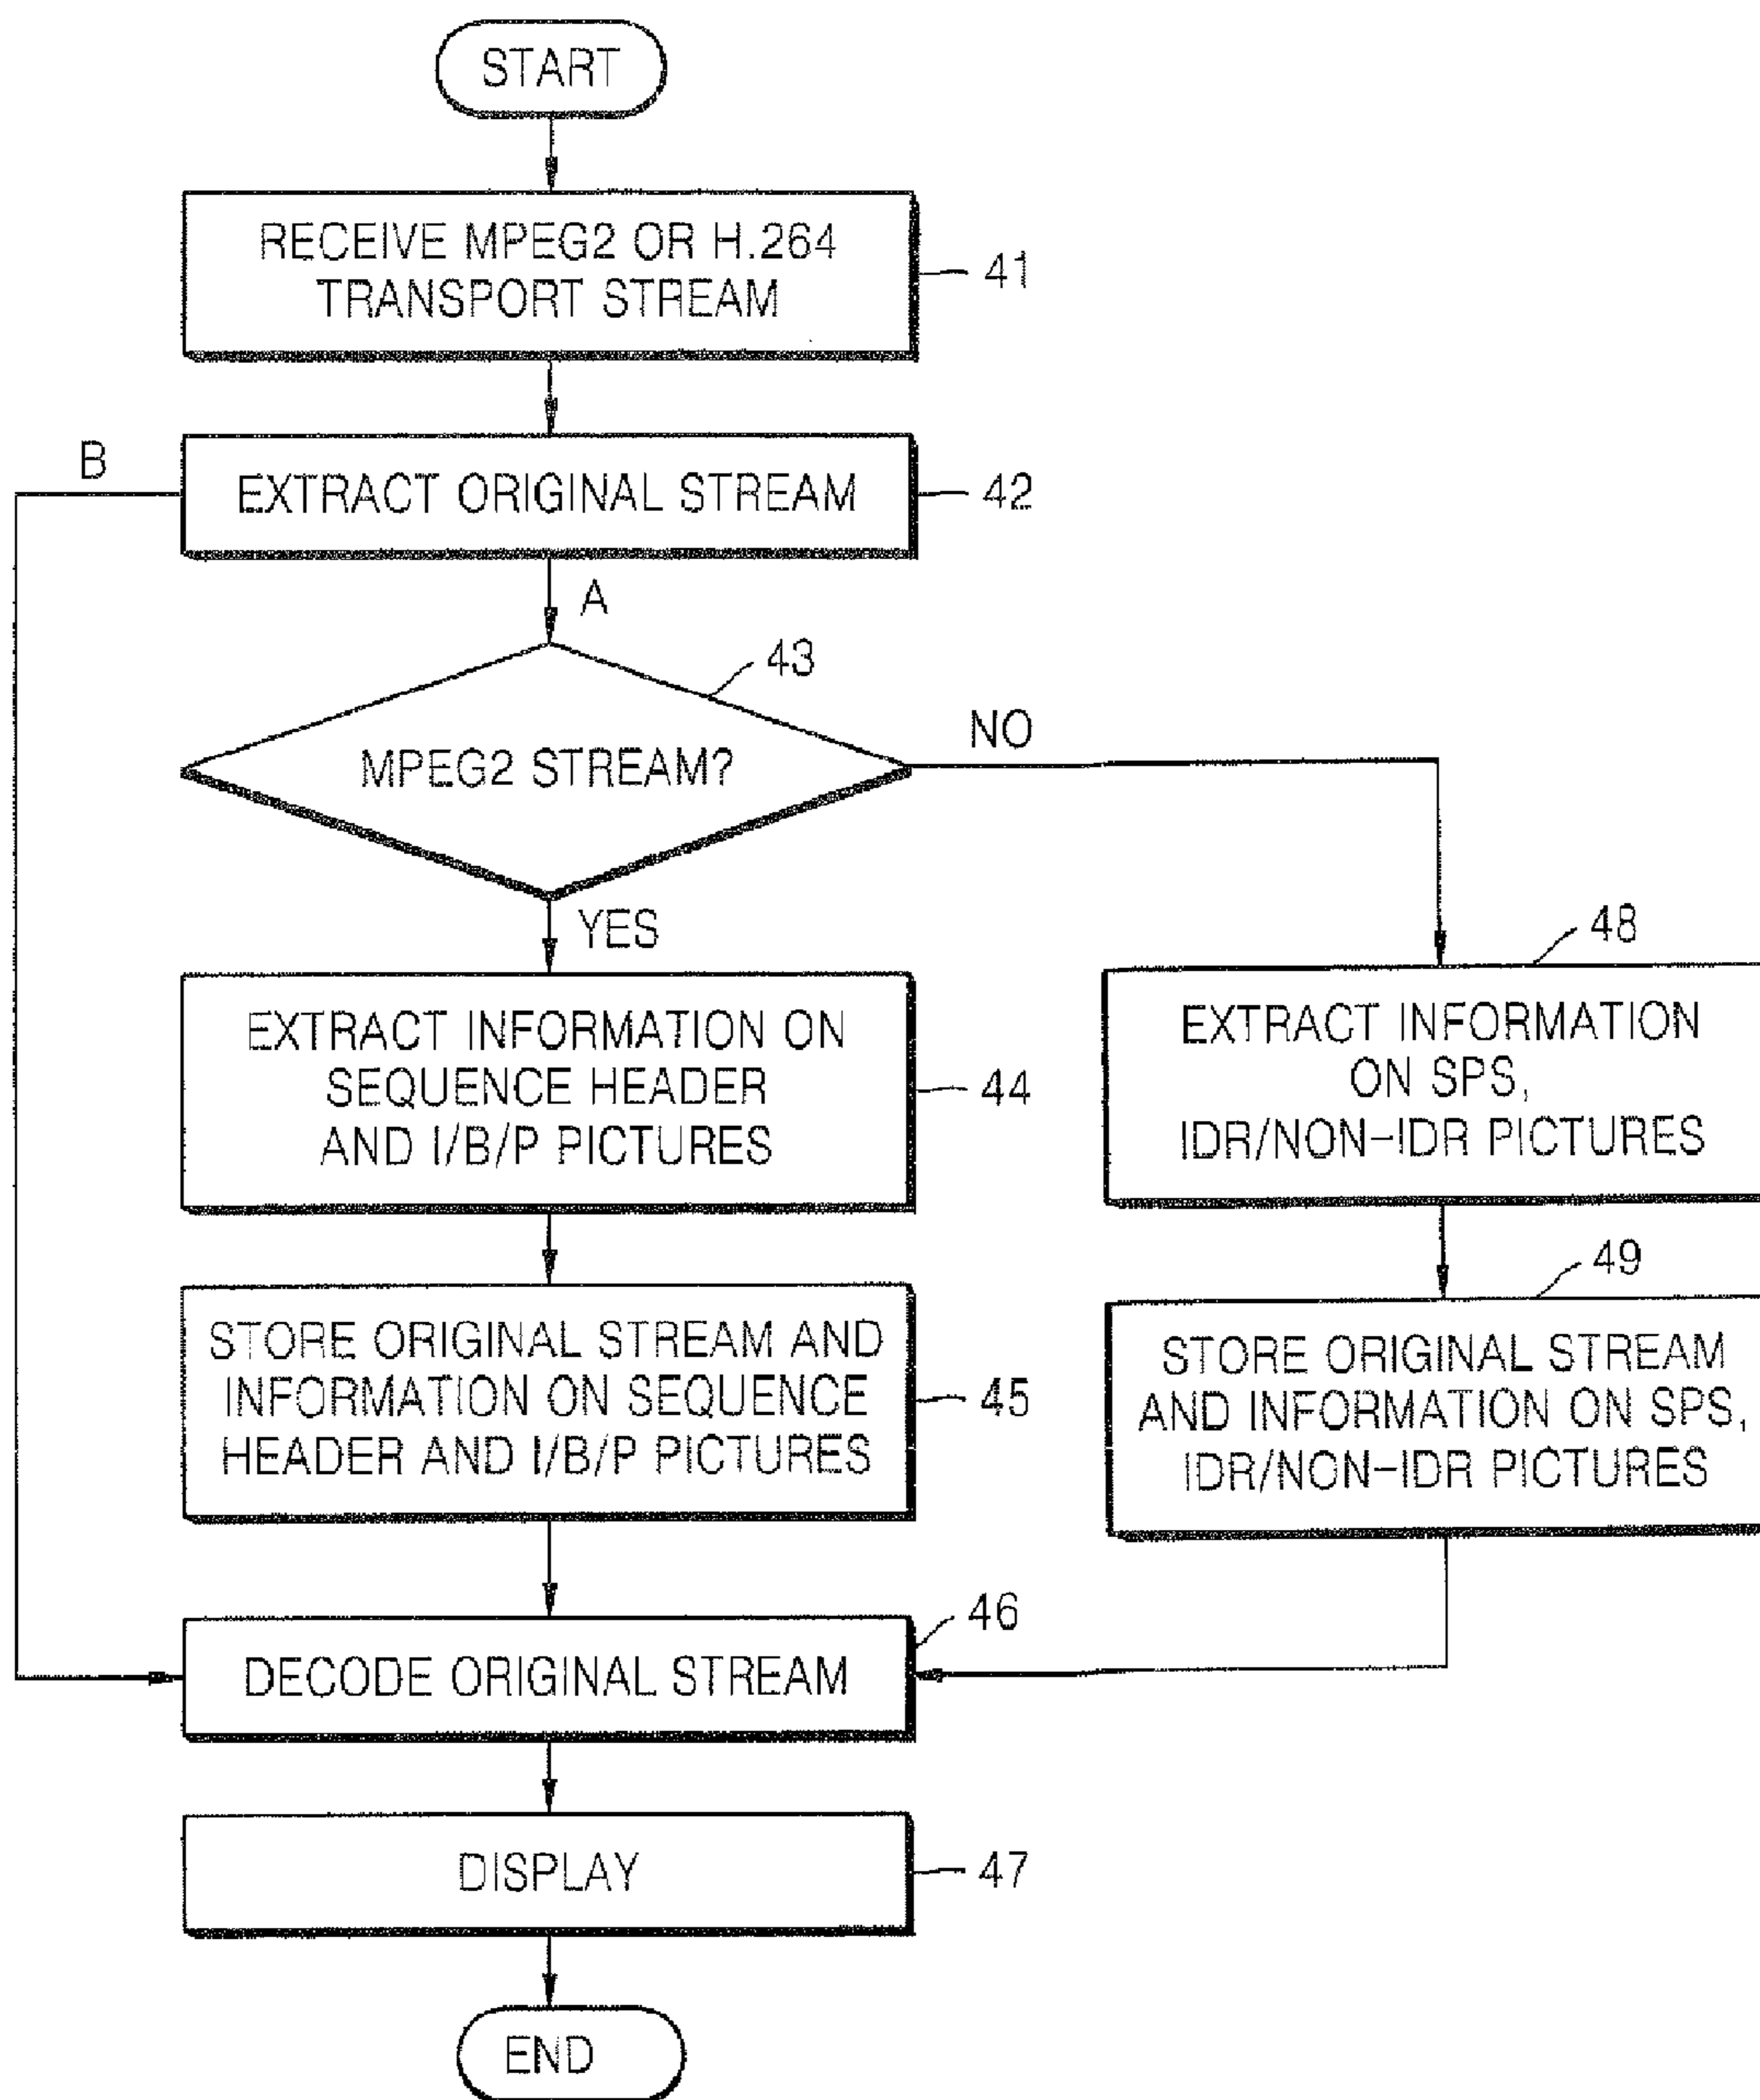 START
RECEIVE MPEG2 OR H.264
TRANSPORT STREAM
41
B
EXTRACT ORIGINAL STREAM
42
A
43
MPEG2 STREAM?
NO
YES
EXTRACT INFORMATION ON
SEQUENCE HEADER
AND I/B/P PICTURES
44
48
EXTRACT INFORMATION
ON SPS,
IDR/NON-IDR PICTURES
STORE ORIGINAL STREAM AND
INFORMATION ON SEQUENCE
HEADER AND I/B/P PICTURES
45
49
STORE ORIGINAL STREAM
AND INFORMATION ON SPS,
IDR/NON-IDR PICTURES
46
DECODE ORIGINAL STREAM
DISPLAY
47
END